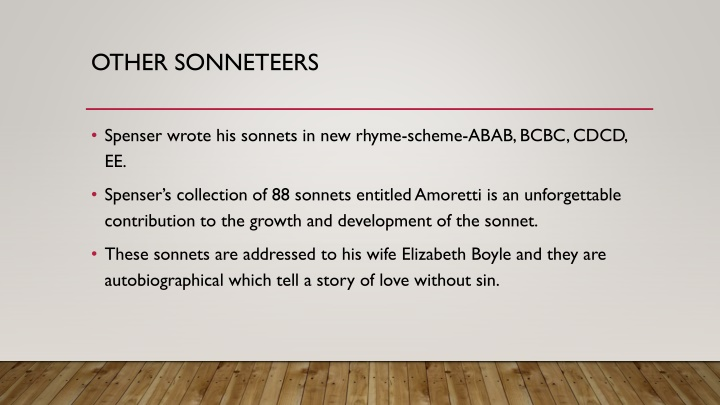 OTHER SONNETEERS
• Spenser wrote his sonnets in new rhyme-scheme-ABAB, BCBC, CDCD,
EE.
• Spenser’s collection of 88 sonnets entitled Amoretti is an unforgettable
contribution to the growth and development of the sonnet.
• These sonnets are addressed to his wife Elizabeth Boyle and they are
autobiographical which tell a story of love without sin.